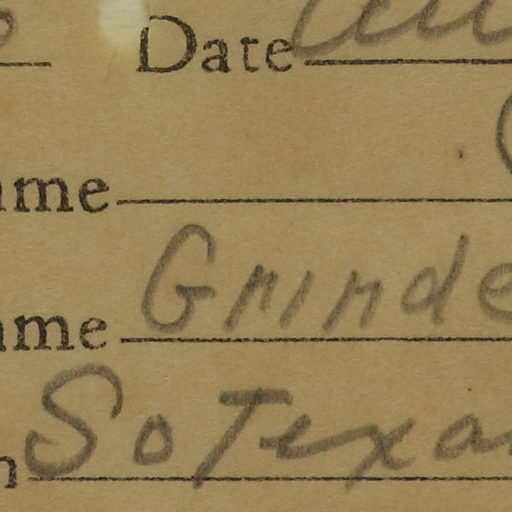 Date
ame
ame Grinde
n So Texa